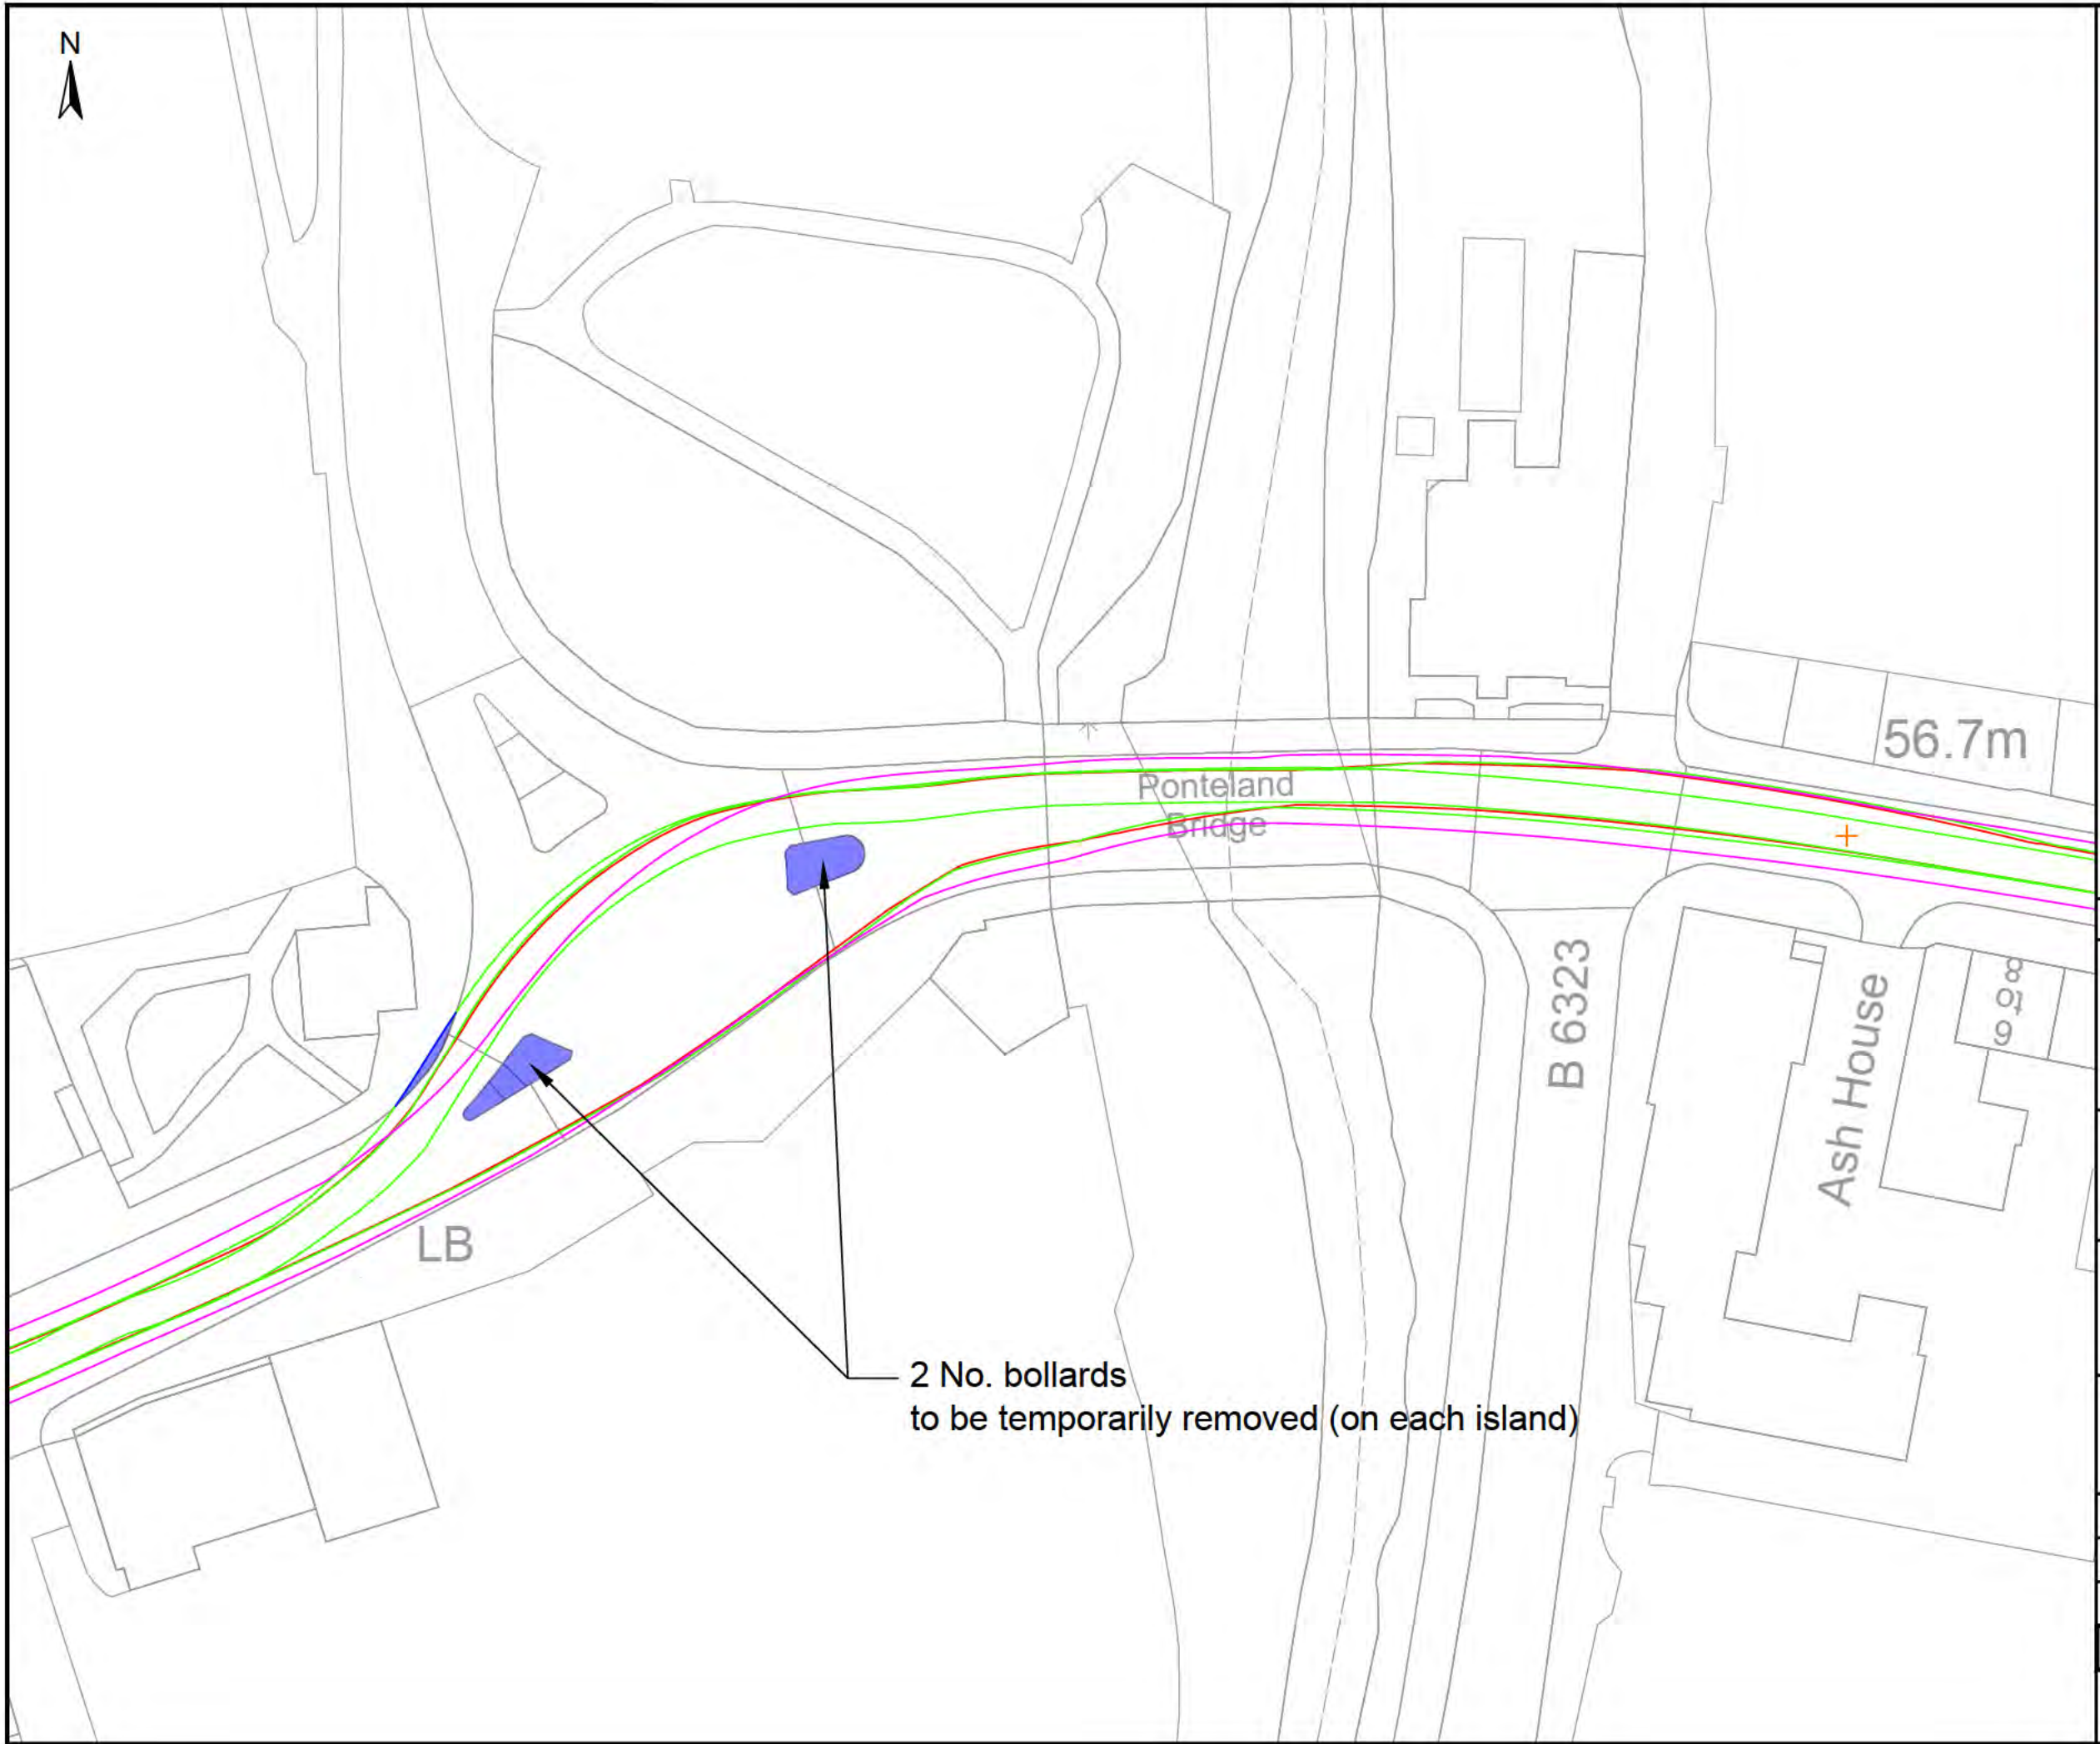 N
56.7m
Ponteland
Bridge
B 6323
Ash House
LB
2 No. bollards
to be temporarily removed (on each island)